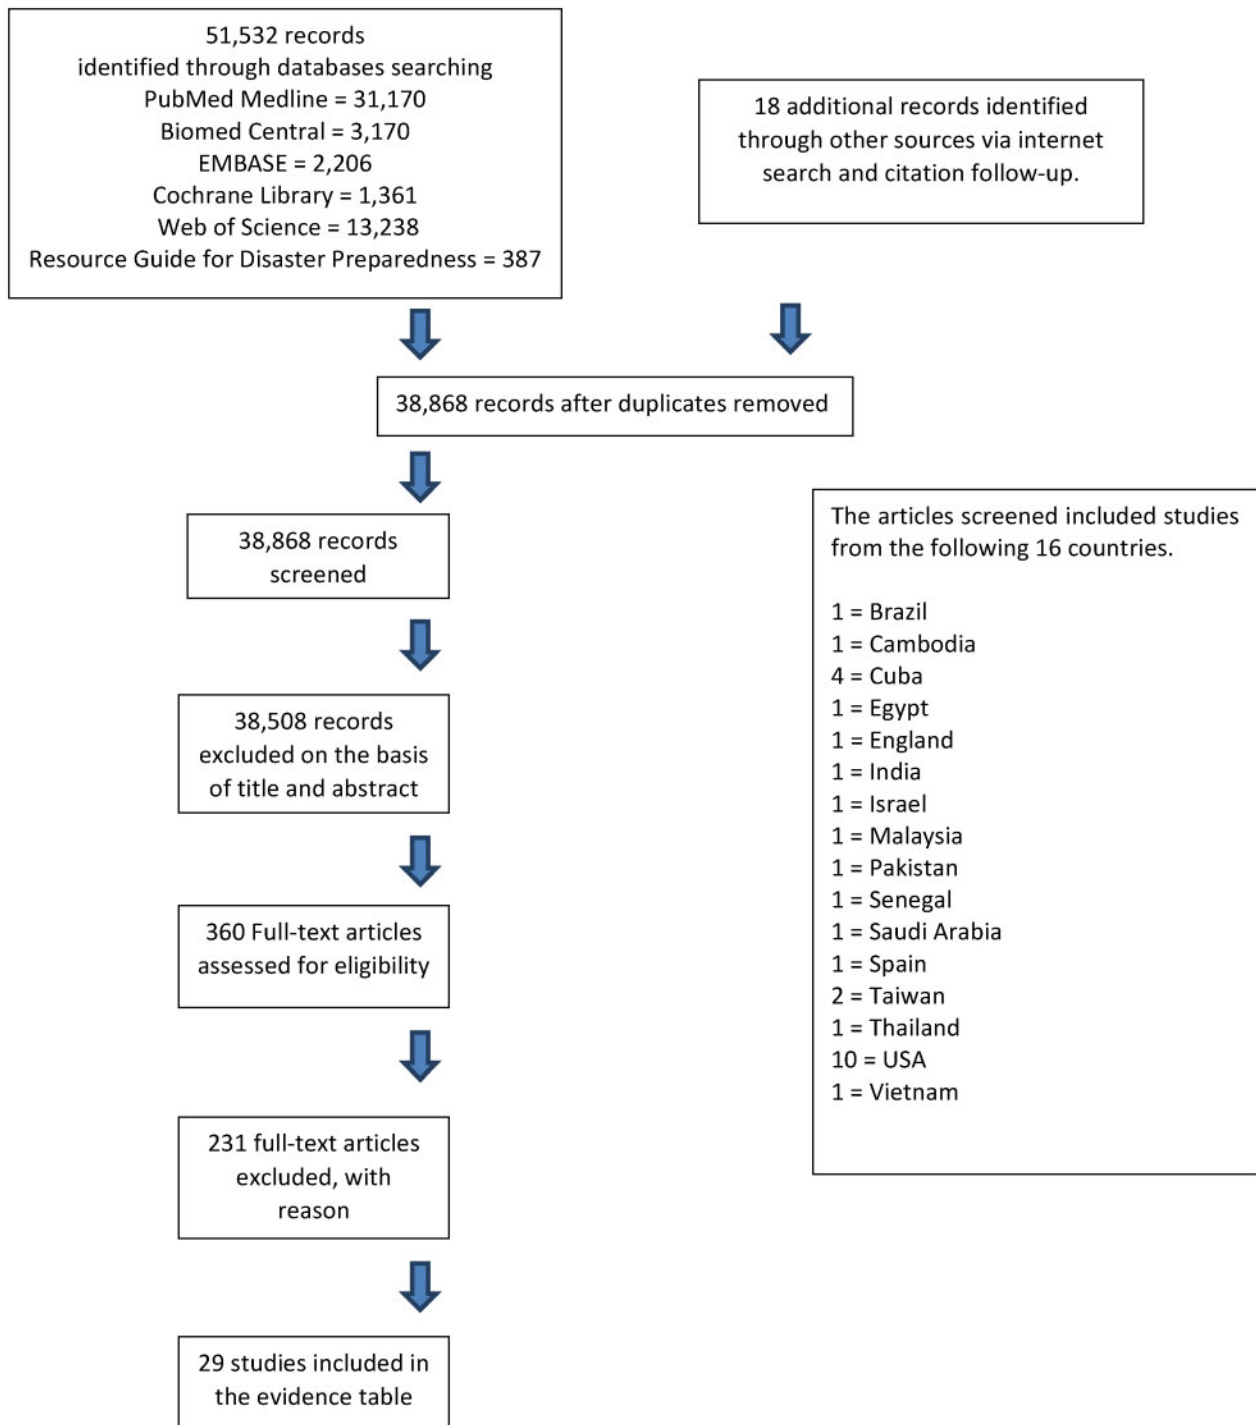 51,532 records
identified through databases searching
PubMed Medline = 31,170
Biomed Central = 3,170
EMBASE = 2,206
Cochrane Library = 1,361
Web of Science = 13,238
Resource Guide for Disaster Preparedness = 387
18 additional records identified
through other sources via internet
search and citation follow-up.
38,868 records after duplicates removed
38,868 records
screened
38,508 records
excluded on the basis
of title and abstract
360 Full-text articles
assessed for eligibility
231 full-text articles
excluded, with
reason
29 studies included in
the evidence table
The articles screened included studies
from the following 16 countries.
1 = Brazil
1 = Cambodia
4 = Cuba
1 = Egypt
1 = England
1 = India
1 = Israel
1 = Malaysia
1 = Pakistan
1 = Senegal
1 = Saudi Arabia
1 = Spain
2 = Taiwan
1 = Thailand
10 = USA
1 = Vietnam